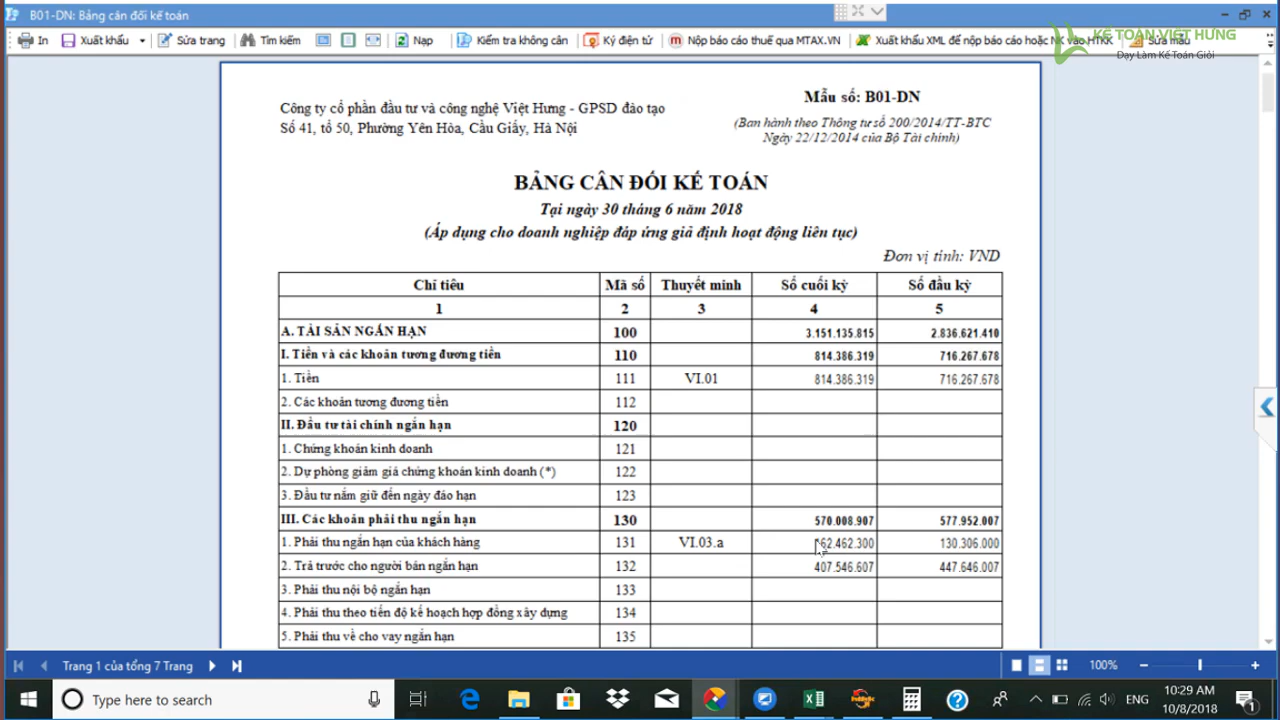 B01-DN: Bảng cân đối kế toán
In Xuất khẩu Sửa trang Tìm kiếm Nạp Kiểm tra không cân Ký điện tử Nộp báo cáo thuế qua MTAX.VN Xuất khẩu XML để nộp báo cáo hoặc NK vào HTKK Sửa mẫu
KẾ TOÁN VIỆT HƯNG
Dạy Làm Kế Toán Giỏi
Công ty cổ phần đầu tư và công nghệ Việt Hưng - GPSD đào tạo
Số 41, tổ 50, Phường Yên Hòa, Cầu Giấy, Hà Nội
Mẫu số: B01-DN
(Ban hành theo Thông tư số 200/2014/TT-BTC
Ngày 22/12/2014 của Bộ Tài chính)
BẢNG CÂN ĐỐI KẾ TOÁN
Tại ngày 30 tháng 6 năm 2018
(Áp dụng cho doanh nghiệp đáp ứng giả định hoạt động liên tục)
Đơn vị tính: VND
Chỉ tiêu Mã số Thuyết minh Số cuối kỳ Số đầu kỳ
1 2 3 4 5
A. TÀI SẢN NGẮN HẠN 100 3.151.135.815 2.836.621.410
I. Tiền và các khoản tương đương tiền 110 814.386.319 716.267.678
1. Tiền 111 VI.01 814.386.319 716.267.678
2. Các khoản tương đương tiền 112
II. Đầu tư tài chính ngắn hạn 120
1. Chứng khoán kinh doanh 121
2. Dự phòng giảm giá chứng khoán kinh doanh (*) 122
3. Đầu tư nắm giữ đến ngày đáo hạn 123
III. Các khoản phải thu ngắn hạn 130 570.008.907 577.952.007
1. Phải thu ngắn hạn của khách hàng 131 VI.03.a 130.306.000
2. Trả trước cho người bán ngắn hạn 132 407.546.607 447.646.007
3. Phải thu nội bộ ngắn hạn 133
4. Phải thu theo tiến độ kế hoạch hợp đồng xây dựng 134
5. Phải thu về cho vay ngắn hạn 135
Trang 1 của tổng 7 Trang 100%
Type here to search
ENG
10:29 AM
10/8/2018
1